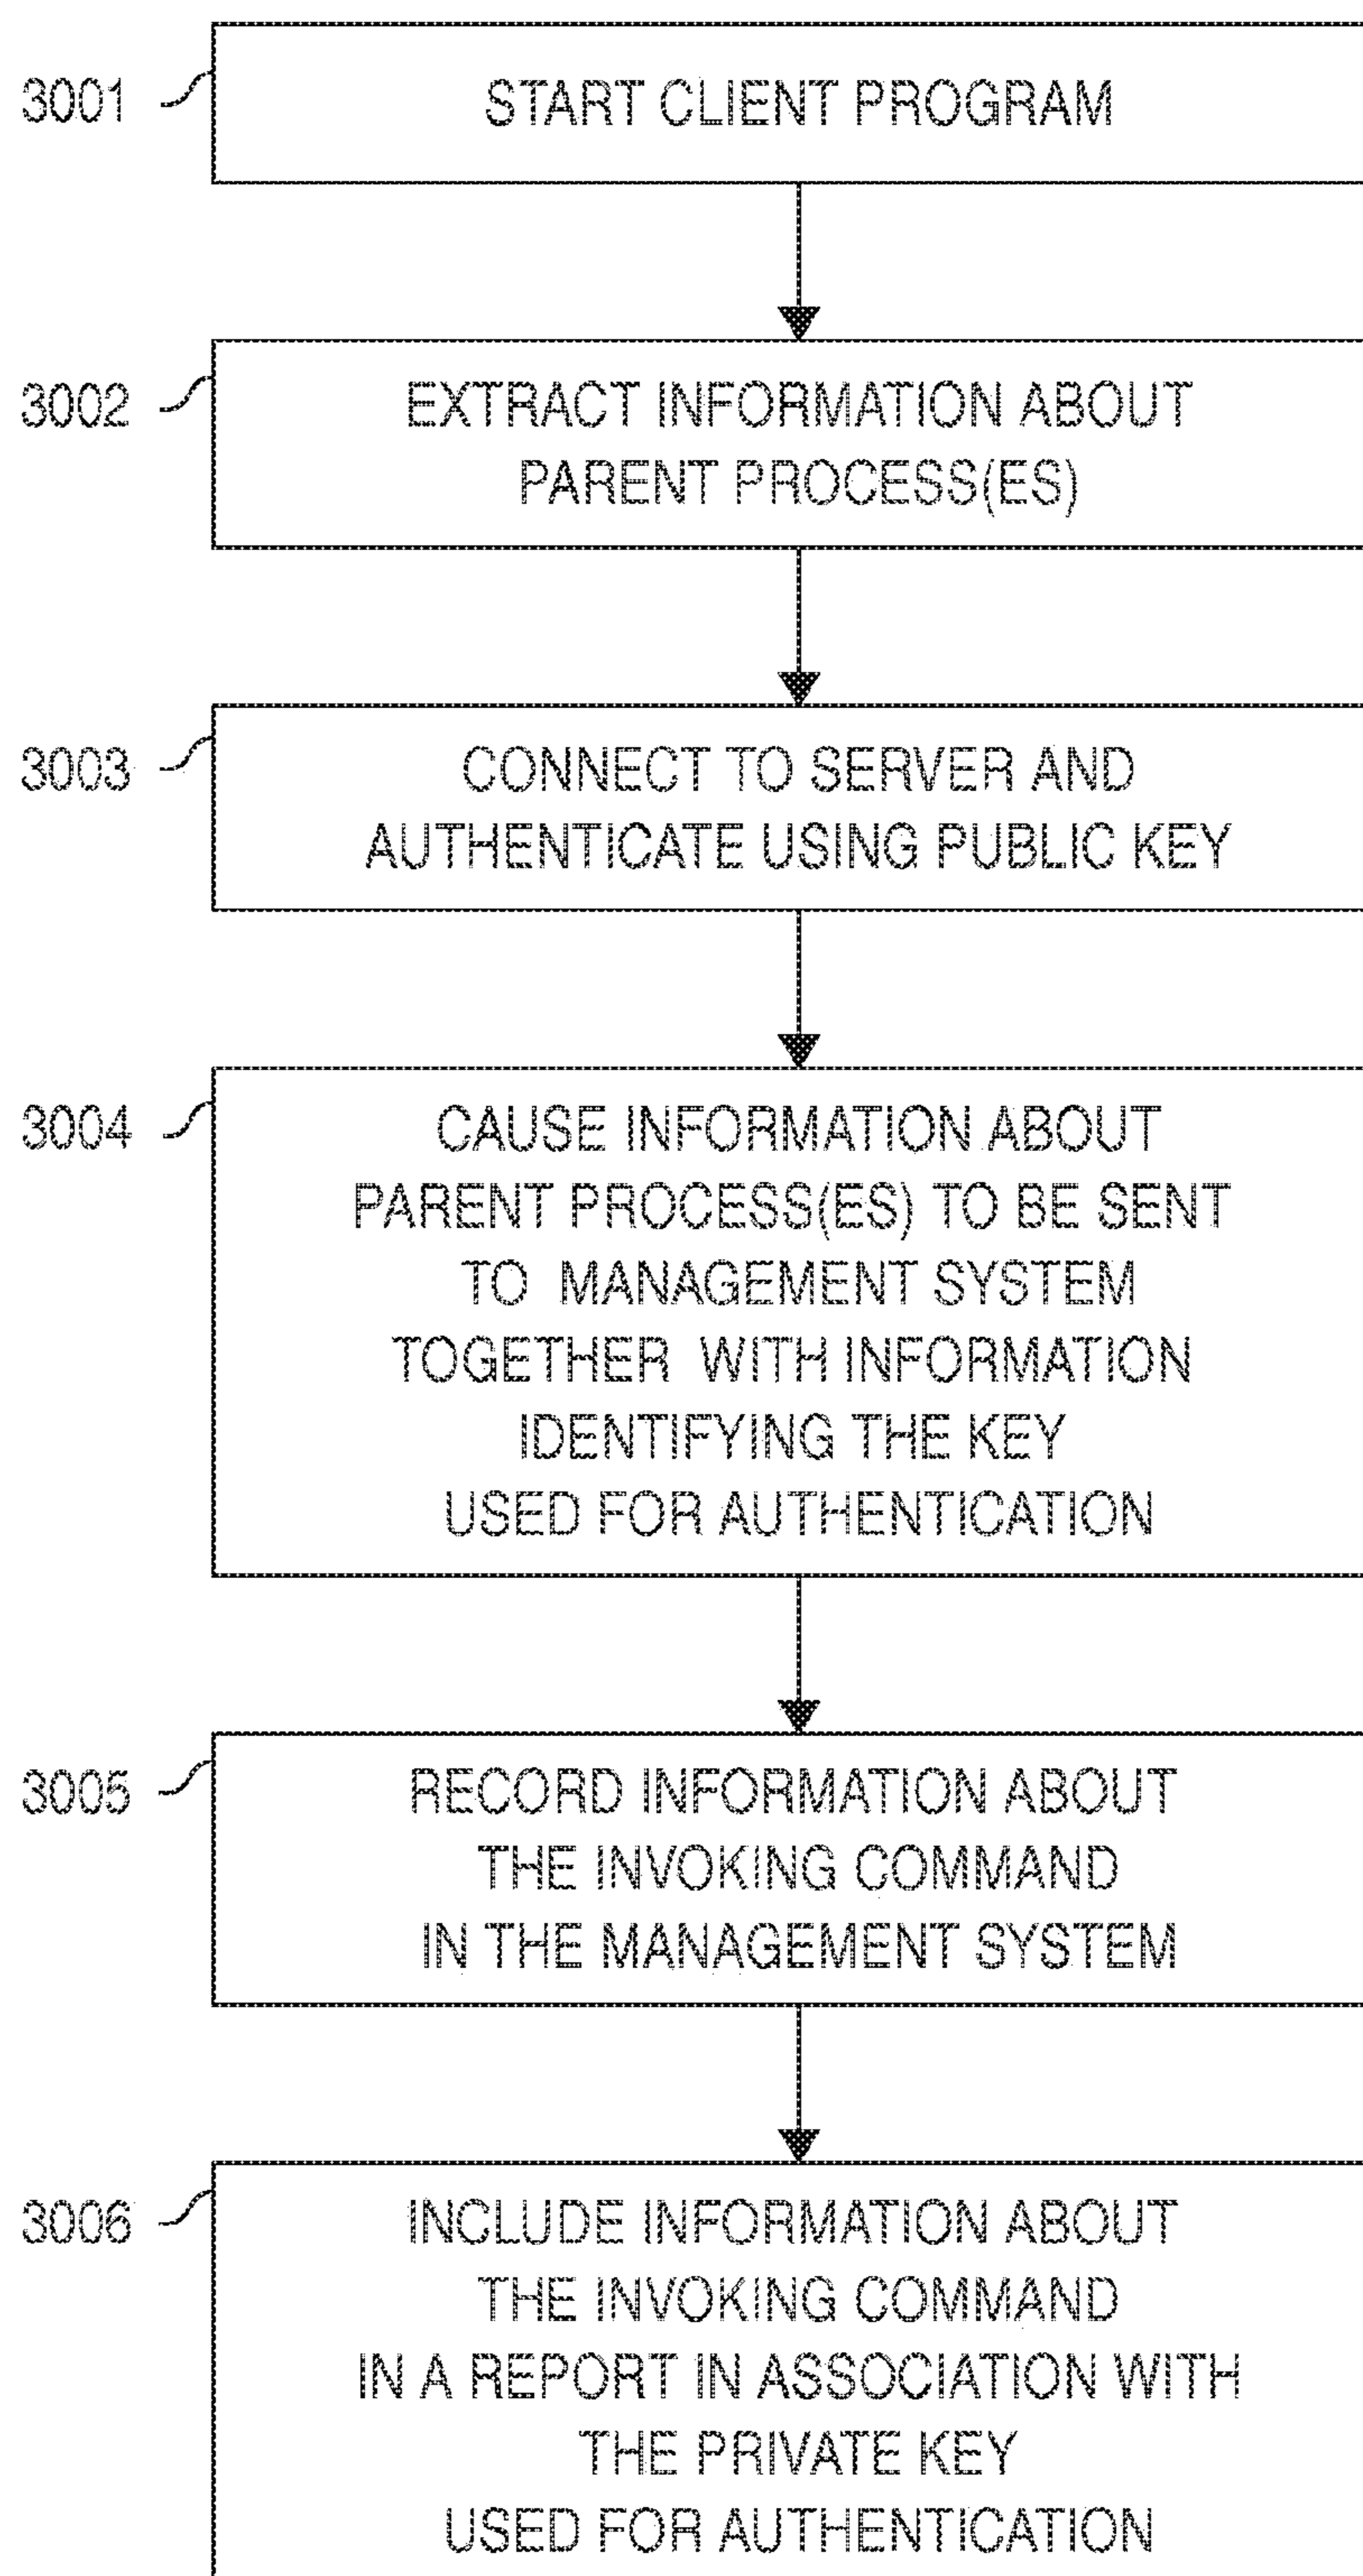 3001
START CLIENT PROGRAM
3002
EXTRACT INFORMATION ABOUT
PARENT PROCESS(ES)
3003
CONNECT TO SERVER AND
AUTHENTICATE USING PUBLIC KEY
3004
CAUSE INFORMATION ABOUT
PARENT PROCESS(ES) TO BE SENT
TO MANAGEMENT SYSTEM
TOGETHER WITH INFORMATION
IDENTIFYING THE KEY
USED FOR AUTHENTICATION
3005
RECORD INFORMATION ABOUT
THE INVOKING COMMAND
IN THE MANAGEMENT SYSTEM
3006
INCLUDE INFORMATION ABOUT
THE INVOKING COMMAND
IN A REPORT IN ASSOCIATION WITH
THE PRIVATE KEY
USED FOR AUTHENTICATION